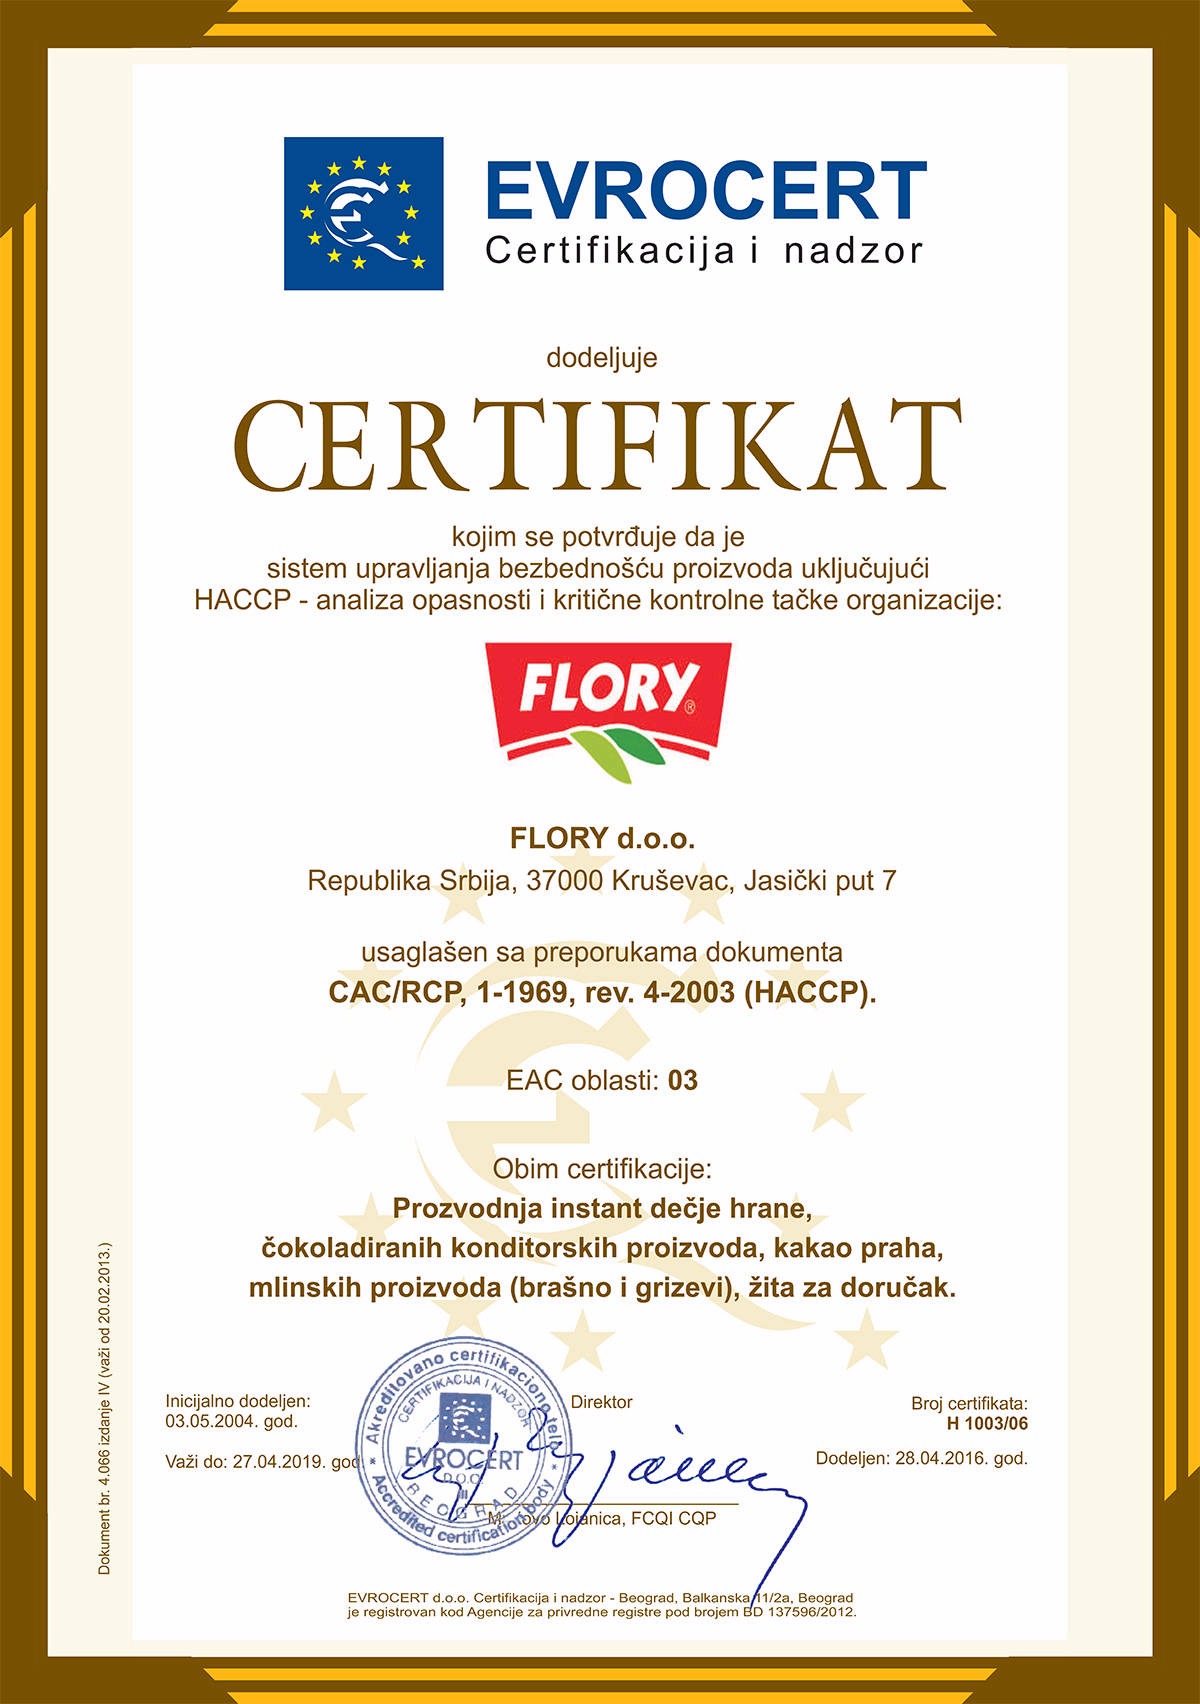 EVROCERT
Certifikacija i nadzor
dodeljuje
CERTIFIKAT
kojim se potvrđuje da je
sistem upravljanja bezbednošću proizvoda uključujući
HACCP - analiza opasnosti i kritične kontrolne tačke organizacije:
FLORY®
FLORY d.o.o.
Republika Srbija, 37000 Kruševac, Jasički put 7
usaglašen sa preporukama dokumenta
CAC/RCP, 1-1969, rev. 4-2003 (HACCP).
EAC oblasti: 03
Obim certifikacije:
Prozvodnja instant dečje hrane,
čokoladiranih konditorskih proizvoda, kakao praha,
mlinskih proizvoda (brašno i grizevi), žita za doručak.
Inicijalno dodeljen:
03.05.2004. god.
Važi do: 27.04.2019. god
Akreditovano certifikaciono telo
CERTIFIKACIJA I NADZOR
EVROCERT
D.O.O.
III
BEOGRAD
Accredited certification body
Direktor
Lojanica, FCQI CQP
Broj certifikata:
H 1003/06
Dodeljen: 28.04.2016. god.
EVROCERT d.o.o. Certifikacija i nadzor - Beograd, Balkanska 11/2a, Beograd
je registrovan kod Agencije za privredne registre pod brojem BD 137596/2012.
Dokument br. 4.066 izdanje IV (važi od 20.02.2013.)